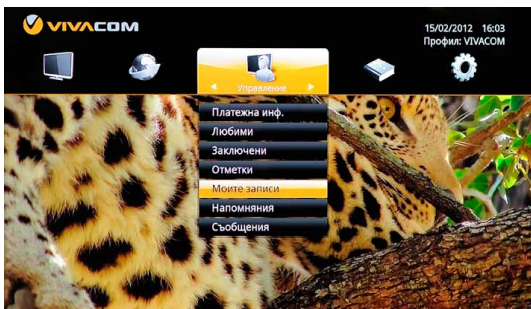 VIVACOM
15/02/2012 16:03
Профил: VIVACOM
Управление
Платежна инф.
Любими
Заключени
Отметки
Моите записи
Напомняния
Съобщения